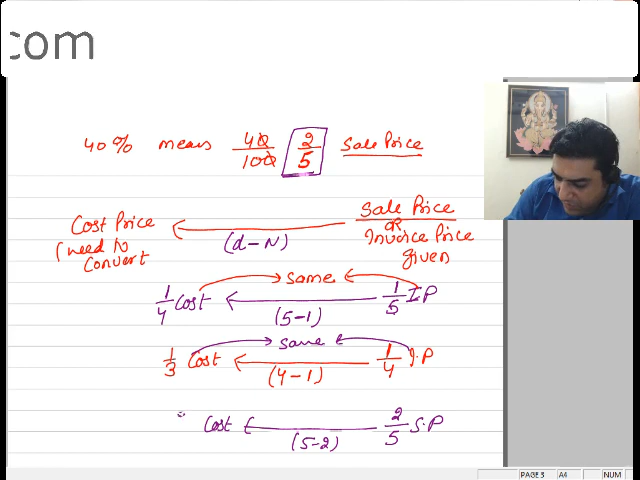 com
40% means 40/100 2/5 Sale Price
Cost Price (d-N) Sale Price
or
(need to Invoice Price
convert given
same
1/4 Cost (5-1) 1/5 I.P
same
1/3 Cost (4-1) 1/4 I.P
Cost (5-2) 2/5 S.P
PAGE 3 A4 NUM